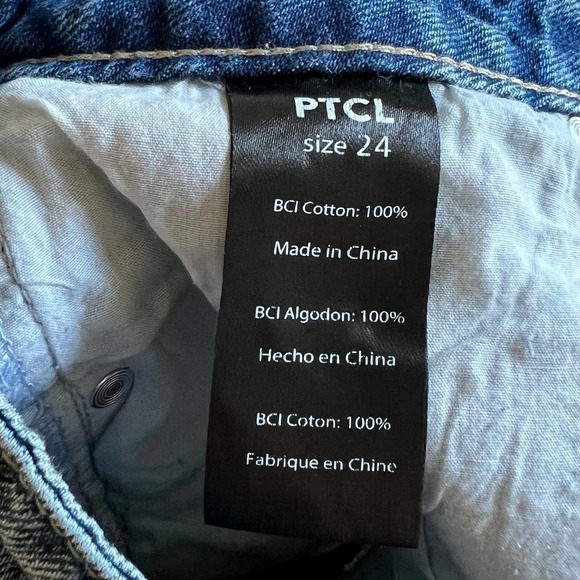 PTCL
size 24
BCI Cotton: 100%
Made in China
BCI Algodon: 100%
Hecho en China
BCI Coton: 100%
Fabrique en Chine